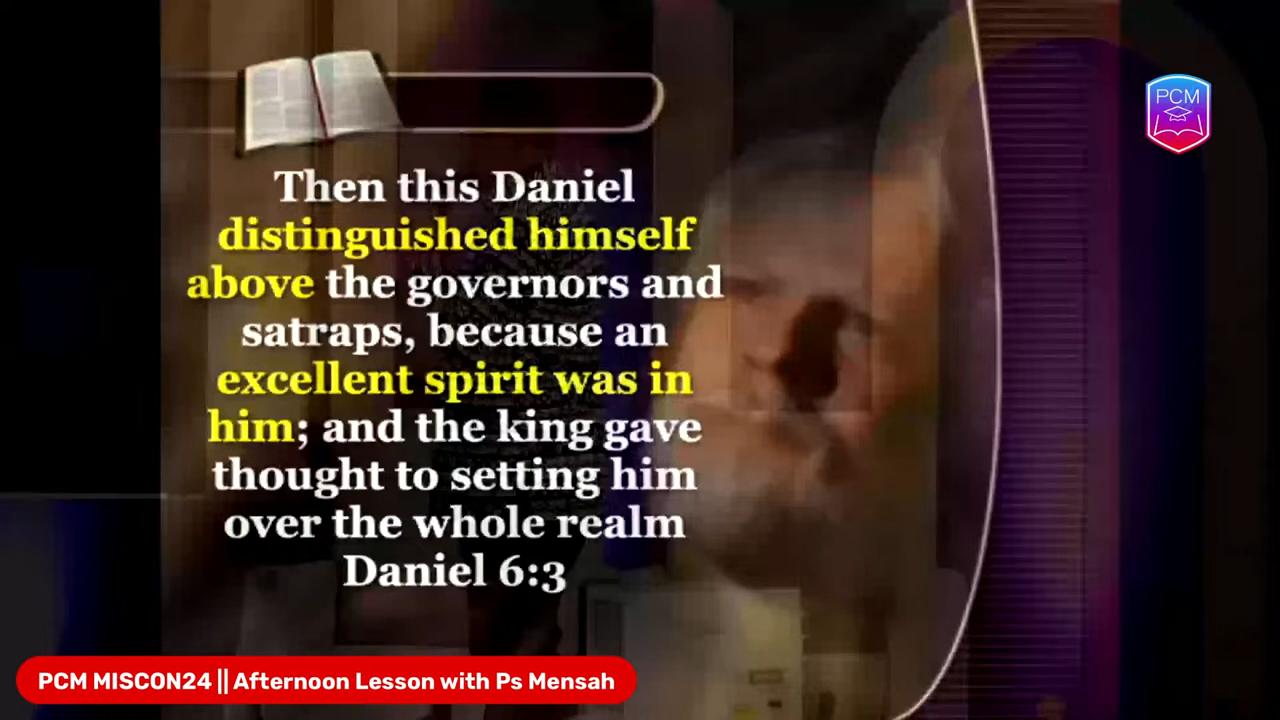 PCM
Then this Daniel
distinguished himself
above the governors and
satraps, because an
excellent spirit was in
him; and the king gave
thought to setting him
over the whole realm
Daniel 6:3
PCM MISCON24 || Afternoon Lesson with Ps Mensah